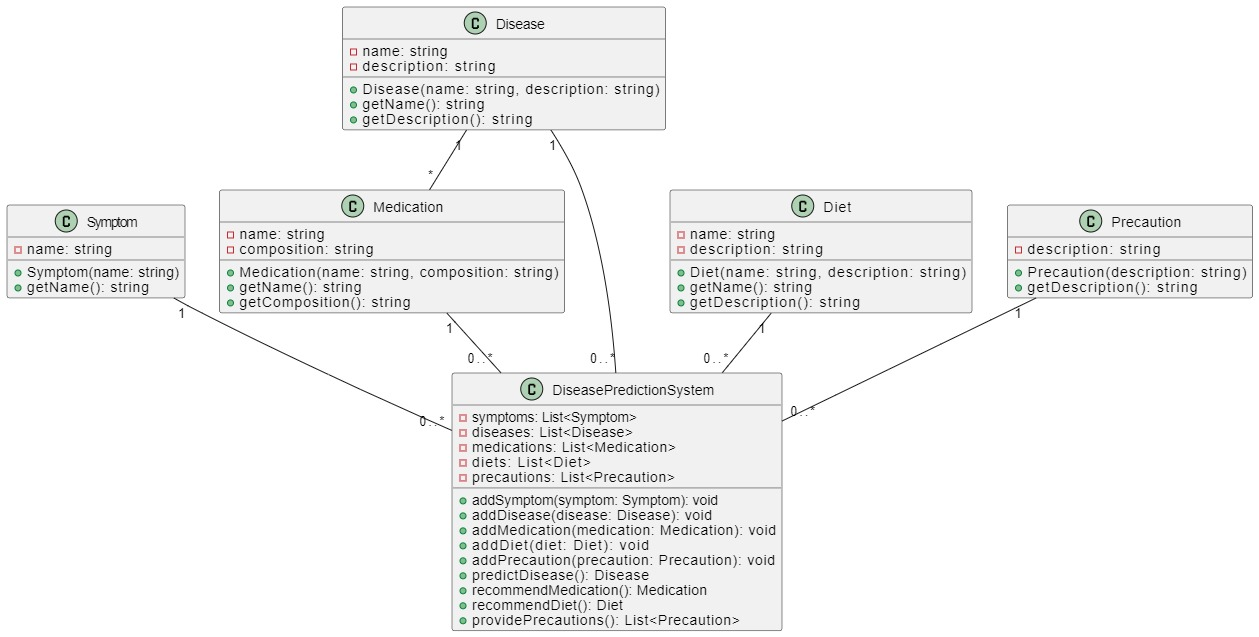 C Disease
name: string
description: string
Disease(name: string, description: string)
getName(): string
getDescription(): string
1
1
*
C Symptom
name: string
Symptom(name: string)
getName(): string
1
C Medication
name: string
composition: string
Medication(name: string, composition: string)
getName(): string
getComposition(): string
1
C Diet
name: string
description: string
Diet(name: string, description: string)
getName(): string
getDescription(): string
1
C Precaution
description: string
Precaution(description: string)
getDescription(): string
1
0..*
0..*
0..*
0..*
0..*
C DiseasePredictionSystem
symptoms: List<Symptom>
diseases: List<Disease>
medications: List<Medication>
diets: List<Diet>
precautions: List<Precaution>
addSymptom(symptom: Symptom): void
addDisease(disease: Disease): void
addMedication(medication: Medication): void
addDiet(diet: Diet): void
addPrecaution(precaution: Precaution): void
predictDisease(): Disease
recommendMedication(): Medication
recommendDiet(): Diet
providePrecautions(): List<Precaution>